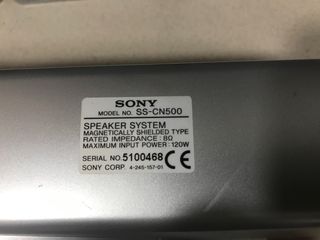 SONY
MODEL NO. SS-CN500
SPEAKER SYSTEM
MAGNETICALLY SHIELDED TYPE
RATED IMPEDANCE : 8Ω
MAXIMUM INPUT POWER : 120W
SERIAL NO. 5100468 CE
SONY CORP. 4-245-157-01